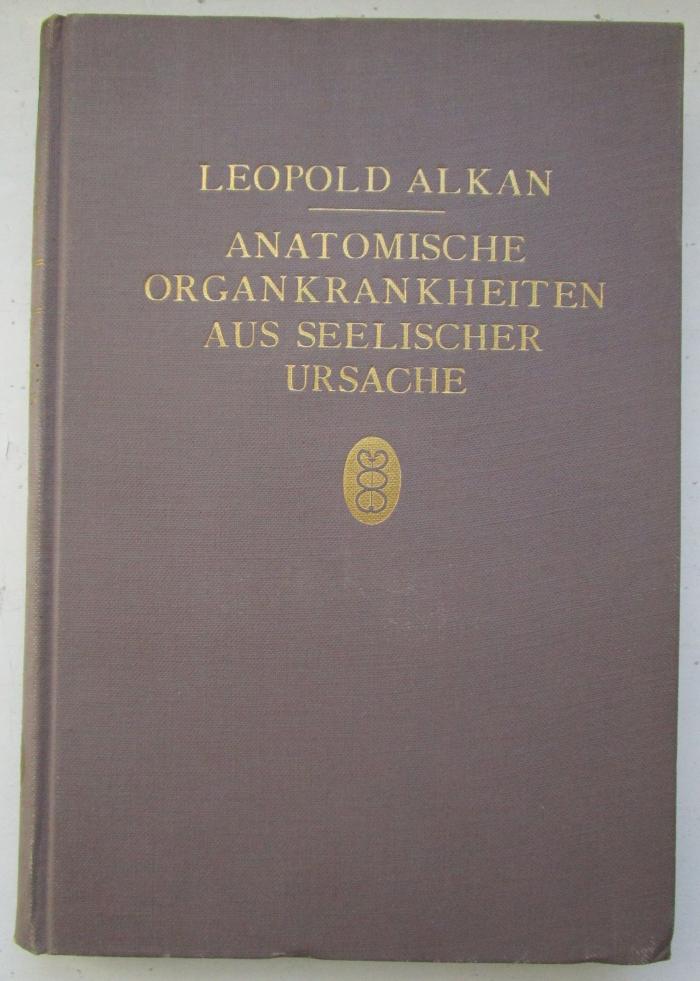 LEOPOLD ALKAN
ANATOMISCHE
ORGANKRANKHEITEN
AUS SEELISCHER
URSACHE